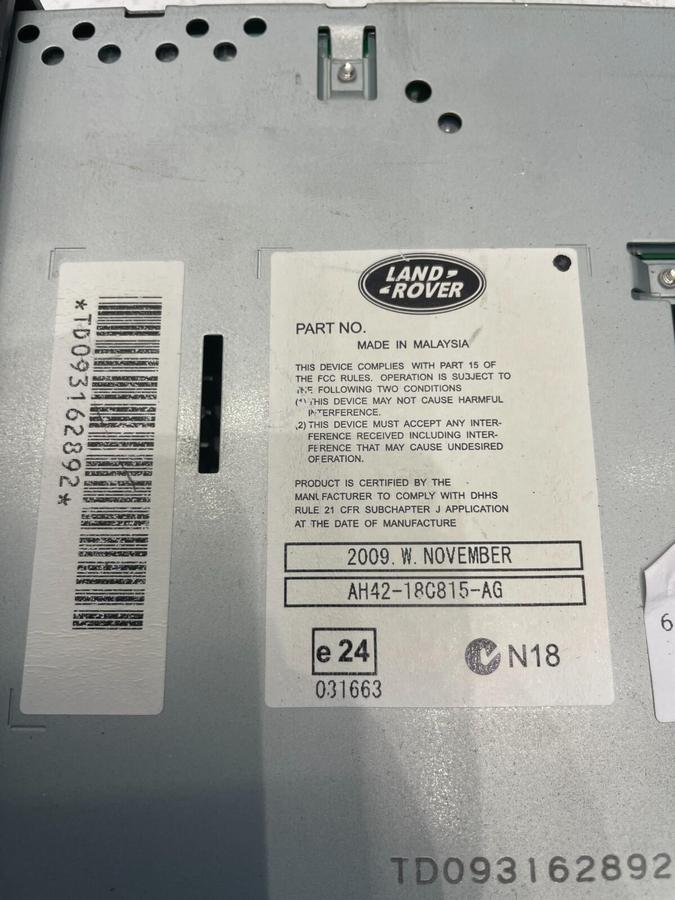 *TD093162892*
LAND-
-ROVER
PART NO.
MADE IN MALAYSIA
THIS DEVICE COMPLIES WITH PART 15 OF
THE FCC RULES. OPERATION IS SUBJECT TO
THE FOLLOWING TWO CONDITIONS
(1) THIS DEVICE MAY NOT CAUSE HARMFUL
INTERFERENCE.
2) THIS DEVICE MUST ACCEPT ANY INTER-
FERENCE RECEIVED INCLUDING INTER-
FERENCE THAT MAY CAUSE UNDESIRED
OPERATION.
PRODUCT IS CERTIFIED BY THE
MANUFACTURER TO COMPLY WITH DHHS
RULE 21 CFR SUBCHAPTER J APPLICATION
AT THE DATE OF MANUFACTURE
2009. W. NOVEMBER
AH42-18C815-AG
e 24
N18
031663
6
TD093162892